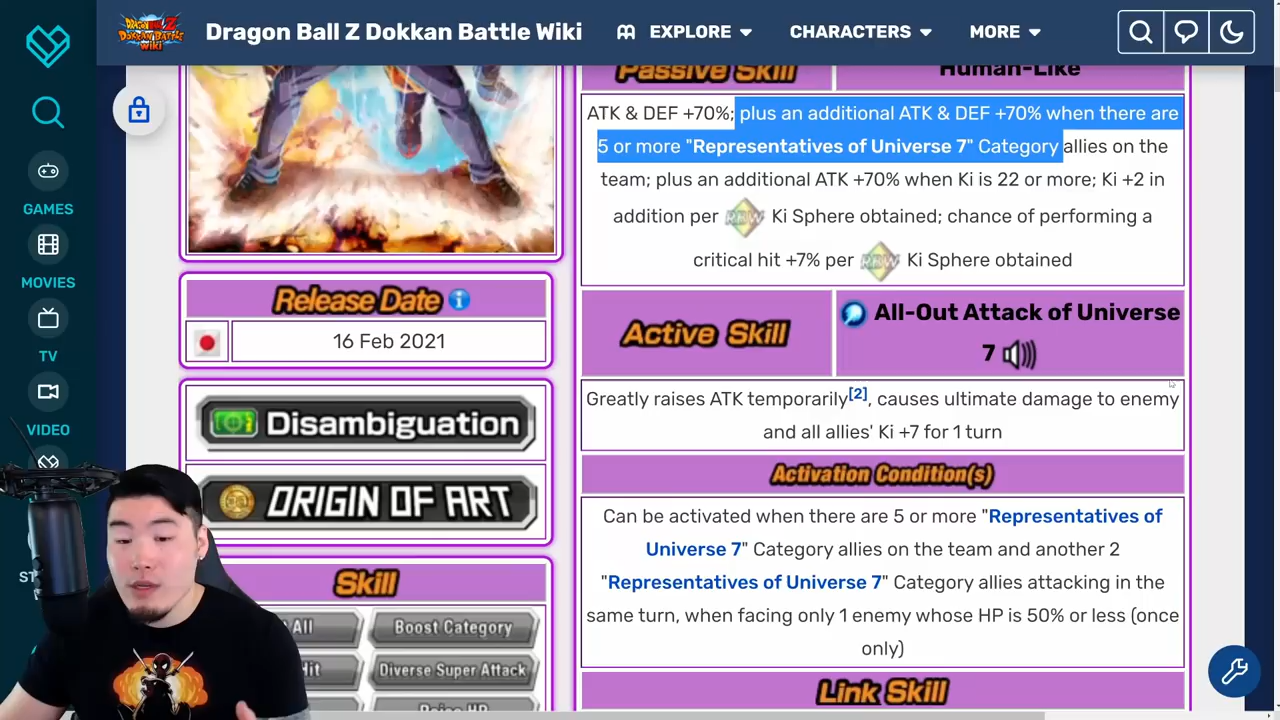 Dragon Ball Z Dokkan Battle Wiki
EXPLORE
CHARACTERS
MORE
GAMES
MOVIES
TV
VIDEO
Passive Skill
Human-Like
ATK & DEF +70%; plus an additional ATK & DEF +70% when there are
5 or more "Representatives of Universe 7" Category allies on the
team; plus an additional ATK +70% when Ki is 22 or more; Ki +2 in
addition per RBW Ki Sphere obtained; chance of performing a
critical hit +7% per RBW Ki Sphere obtained
Release Date
16 Feb 2021
Disambiguation
ORIGIN OF ART
Skill
All
Boost Category
Hit
Diverse Super Attack
Raise HP
Active Skill
All-Out Attack of Universe
7
Greatly raises ATK temporarily[2], causes ultimate damage to enemy
and all allies' Ki +7 for 1 turn
Activation Condition(s)
Can be activated when there are 5 or more "Representatives of
Universe 7" Category allies on the team and another 2
"Representatives of Universe 7" Category allies attacking in the
same turn, when facing only 1 enemy whose HP is 50% or less (once
only)
Link Skill